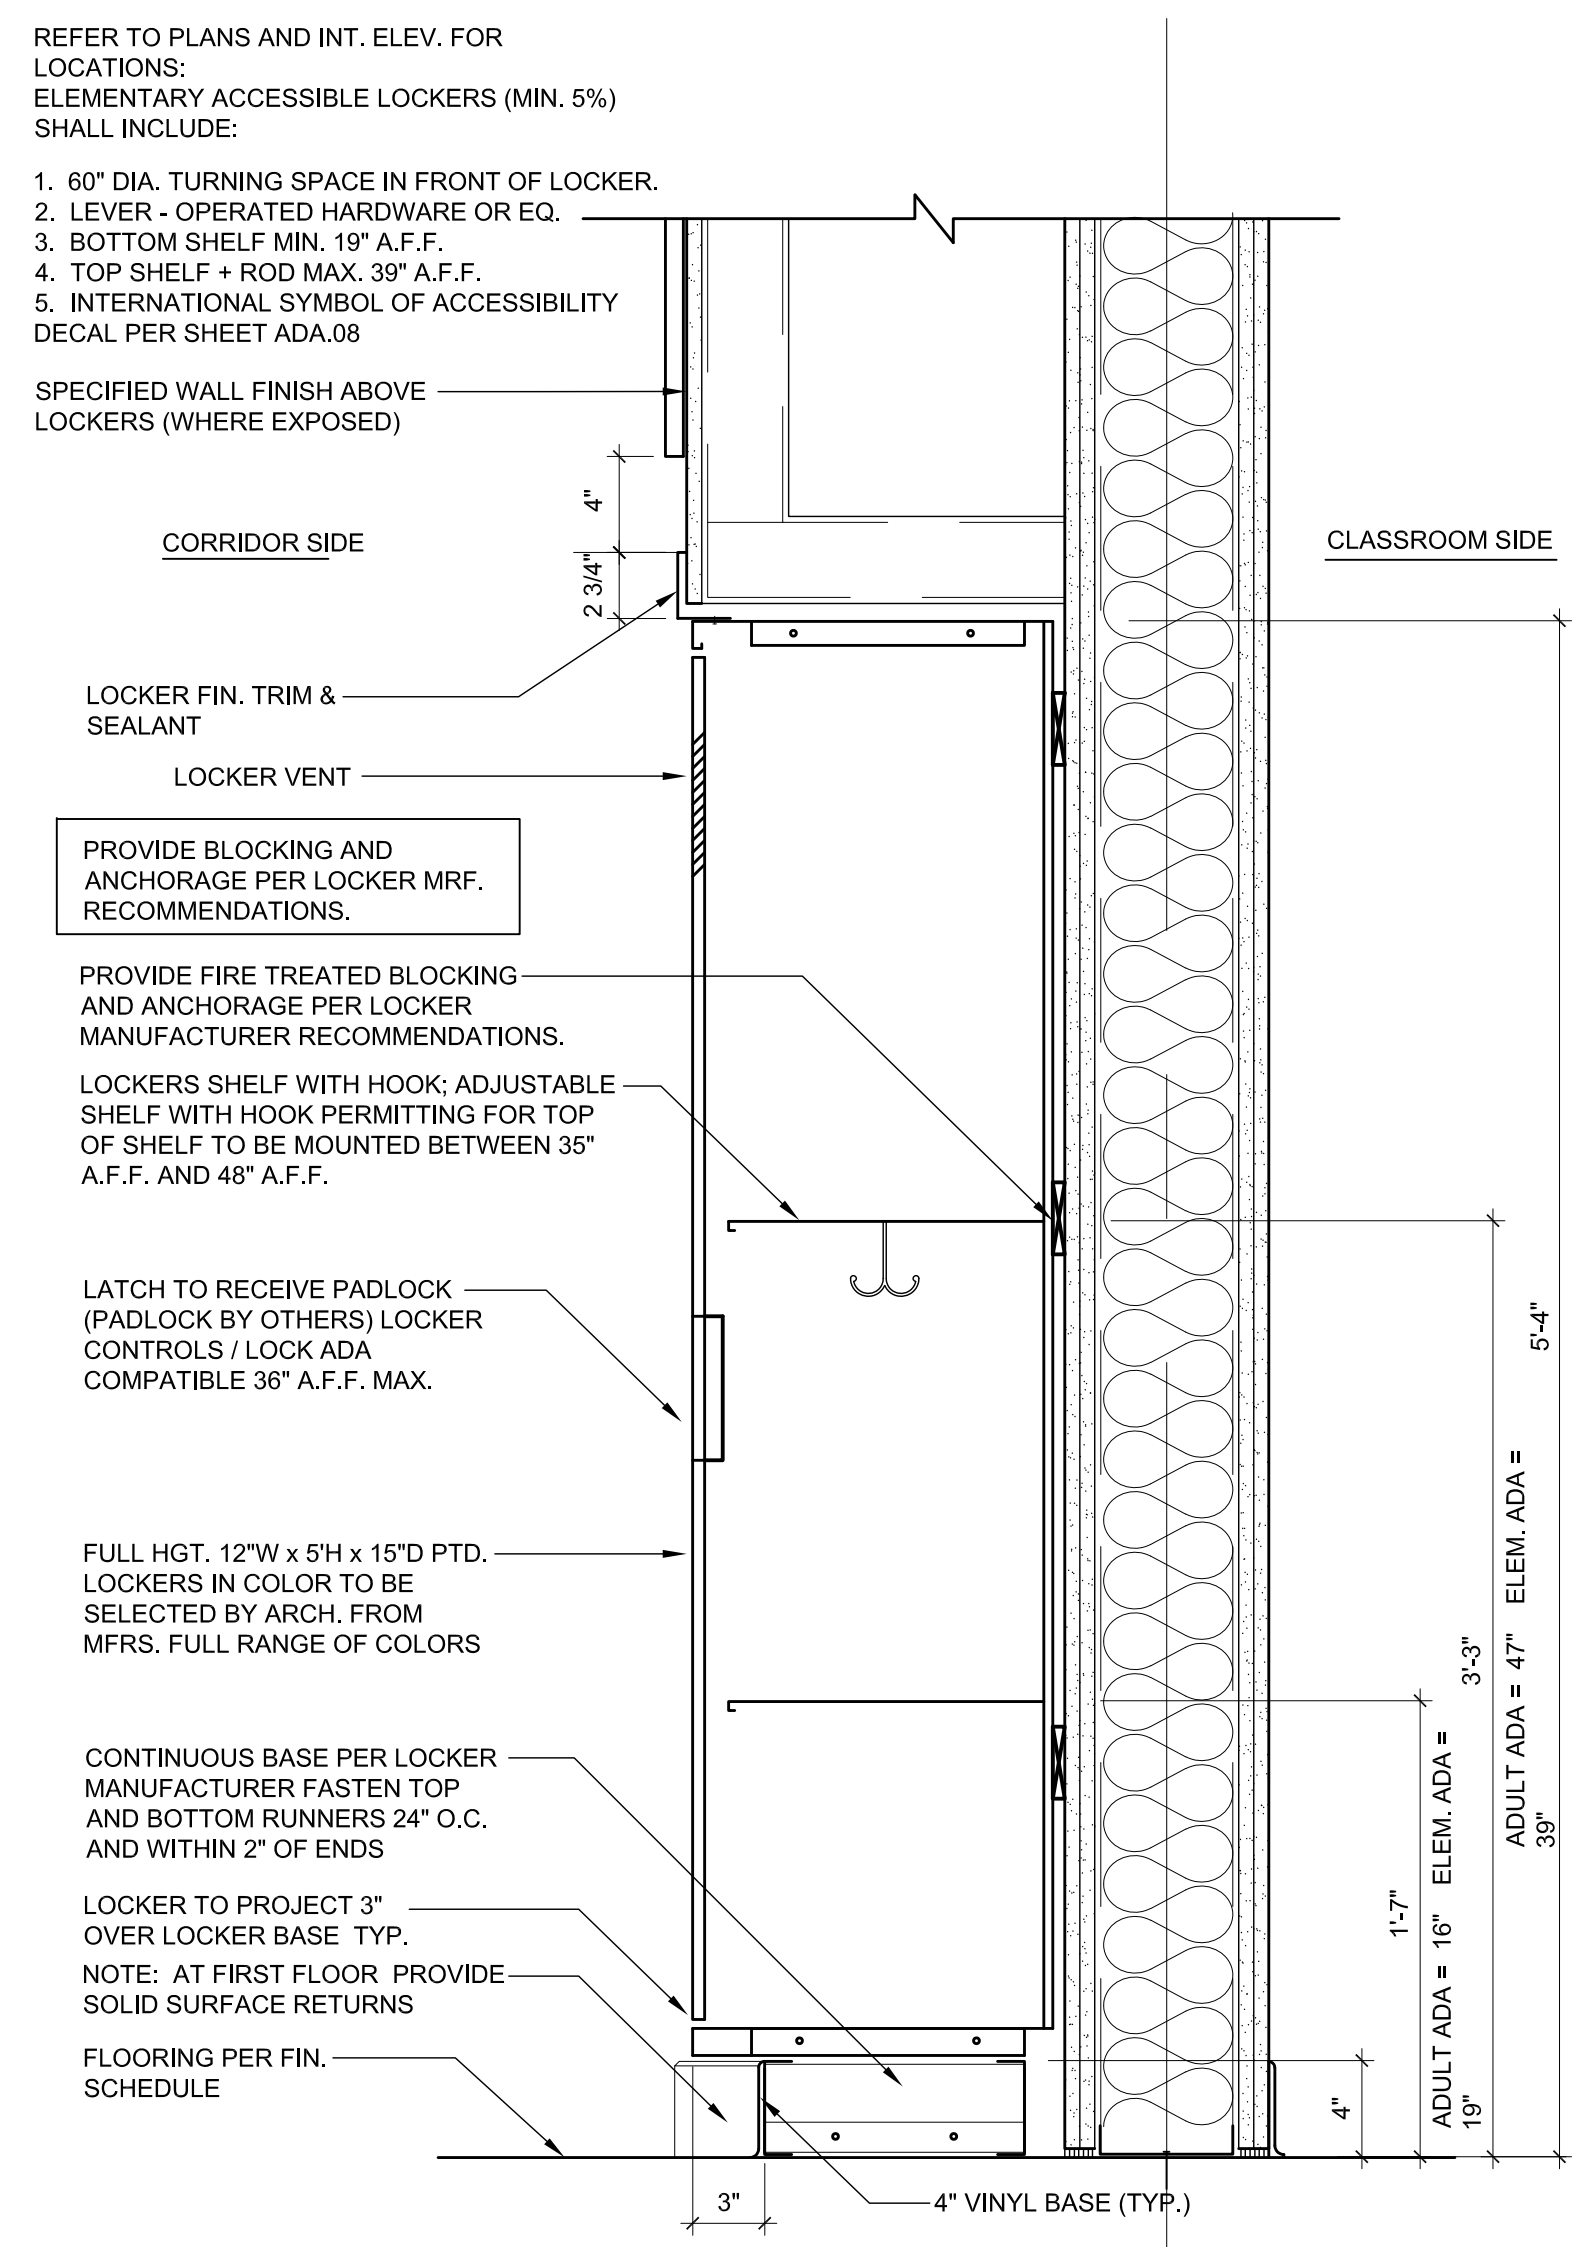 REFER TO PLANS AND INT. ELEV. FOR
LOCATIONS:
ELEMENTARY ACCESSIBLE LOCKERS (MIN. 5%)
SHALL INCLUDE:
1. 60" DIA. TURNING SPACE IN FRONT OF LOCKER.
2. LEVER - OPERATED HARDWARE OR EQ.
3. BOTTOM SHELF MIN. 19" A.F.F.
4. TOP SHELF + ROD MAX. 39" A.F.F.
5. INTERNATIONAL SYMBOL OF ACCESSIBILITY
DECAL PER SHEET ADA.08
SPECIFIED WALL FINISH ABOVE
LOCKERS (WHERE EXPOSED)
4"
CORRIDOR SIDE
CLASSROOM SIDE
2 3/4"
LOCKER FIN. TRIM &
SEALANT
LOCKER VENT
PROVIDE BLOCKING AND
ANCHORAGE PER LOCKER MRF.
RECOMMENDATIONS.
PROVIDE FIRE TREATED BLOCKING
AND ANCHORAGE PER LOCKER
MANUFACTURER RECOMMENDATIONS.
LOCKERS SHELF WITH HOOK; ADJUSTABLE
SHELF WITH HOOK PERMITTING FOR TOP
OF SHELF TO BE MOUNTED BETWEEN 35"
A.F.F. AND 48" A.F.F.
LATCH TO RECEIVE PADLOCK
(PADLOCK BY OTHERS) LOCKER
CONTROLS / LOCK ADA
COMPATIBLE 36" A.F.F. MAX.
FULL HGT. 12"W x 5'H x 15"D PTD.
LOCKERS IN COLOR TO BE
SELECTED BY ARCH. FROM
MFRS. FULL RANGE OF COLORS
CONTINUOUS BASE PER LOCKER
MANUFACTURER FASTEN TOP
AND BOTTOM RUNNERS 24" O.C.
AND WITHIN 2" OF ENDS
LOCKER TO PROJECT 3"
OVER LOCKER BASE TYP.
NOTE: AT FIRST FLOOR PROVIDE
SOLID SURFACE RETURNS
FLOORING PER FIN.
SCHEDULE
3"
4" VINYL BASE (TYP.)
4"
1'-7"
ADULT ADA = 16" ELEM. ADA =
19"
3'-3"
ADULT ADA = 47" ELEM. ADA =
39"
5'-4"